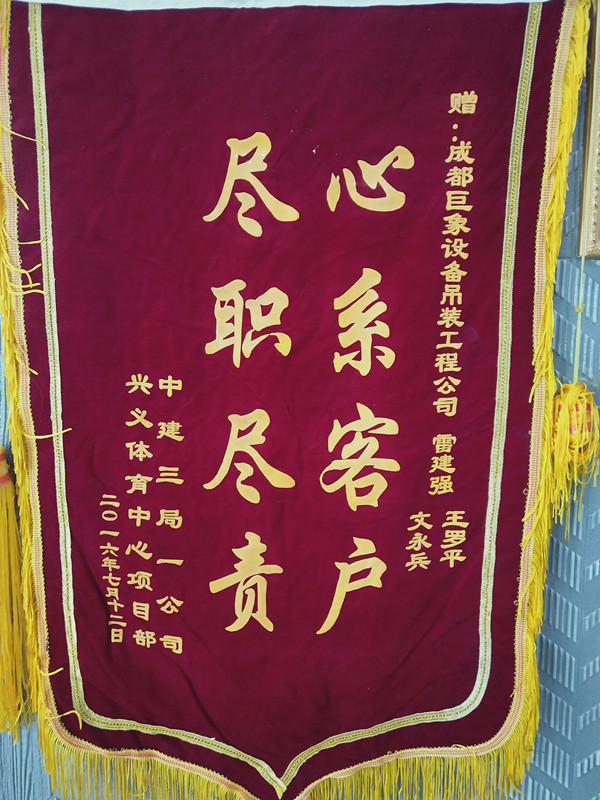 赠：成都巨象设备吊装工程公司 雷建强
王罗平
文永兵
心系客户
尽职尽责
中建三局一公司
兴义体育中心项目部
二〇一六年七月十二日